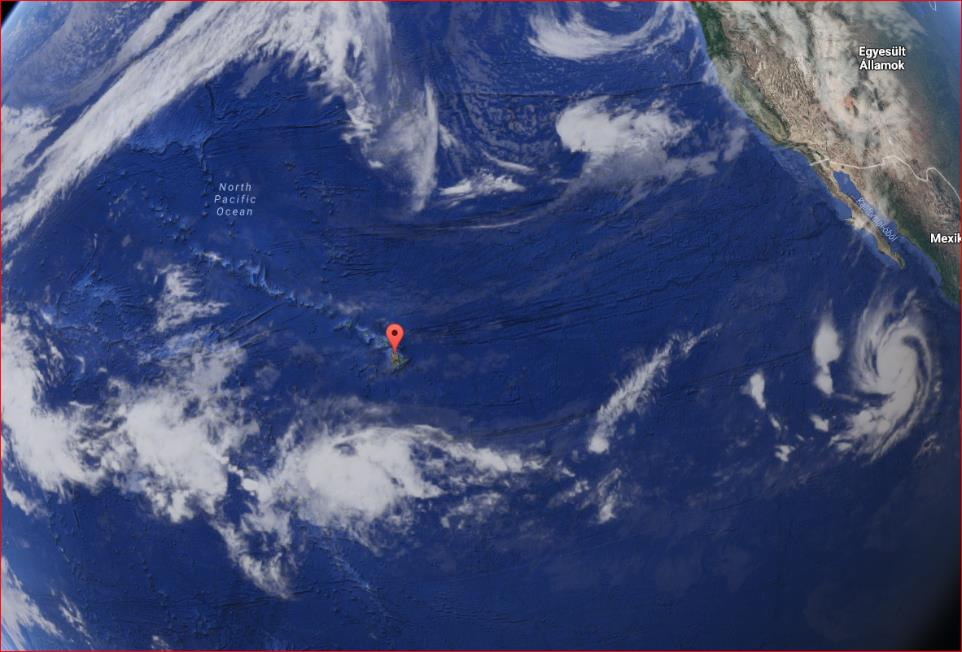 Egyesült
Államok
North
Pacific
Ocean
Mexik